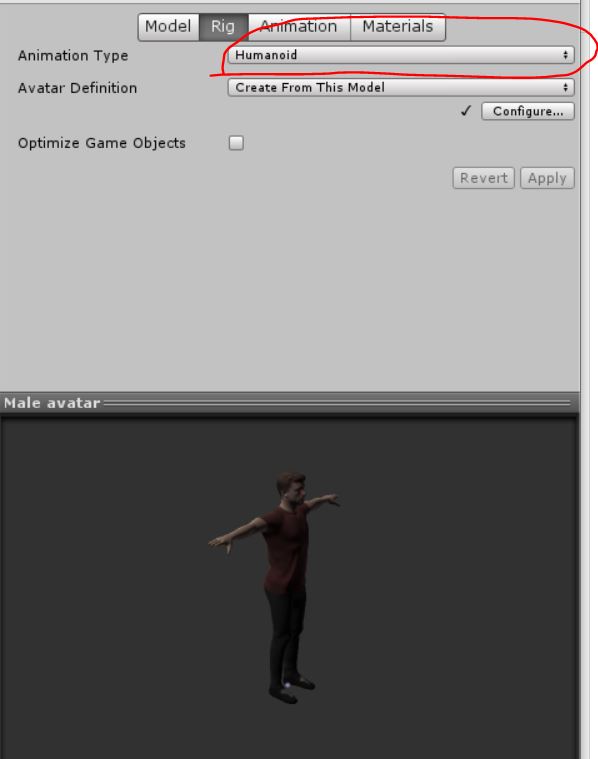 Model Rig Animation Materials
Animation Type Humanoid
Avatar Definition Create From This Model
✓ Configure...
Optimize Game Objects
Revert Apply
Male avatar